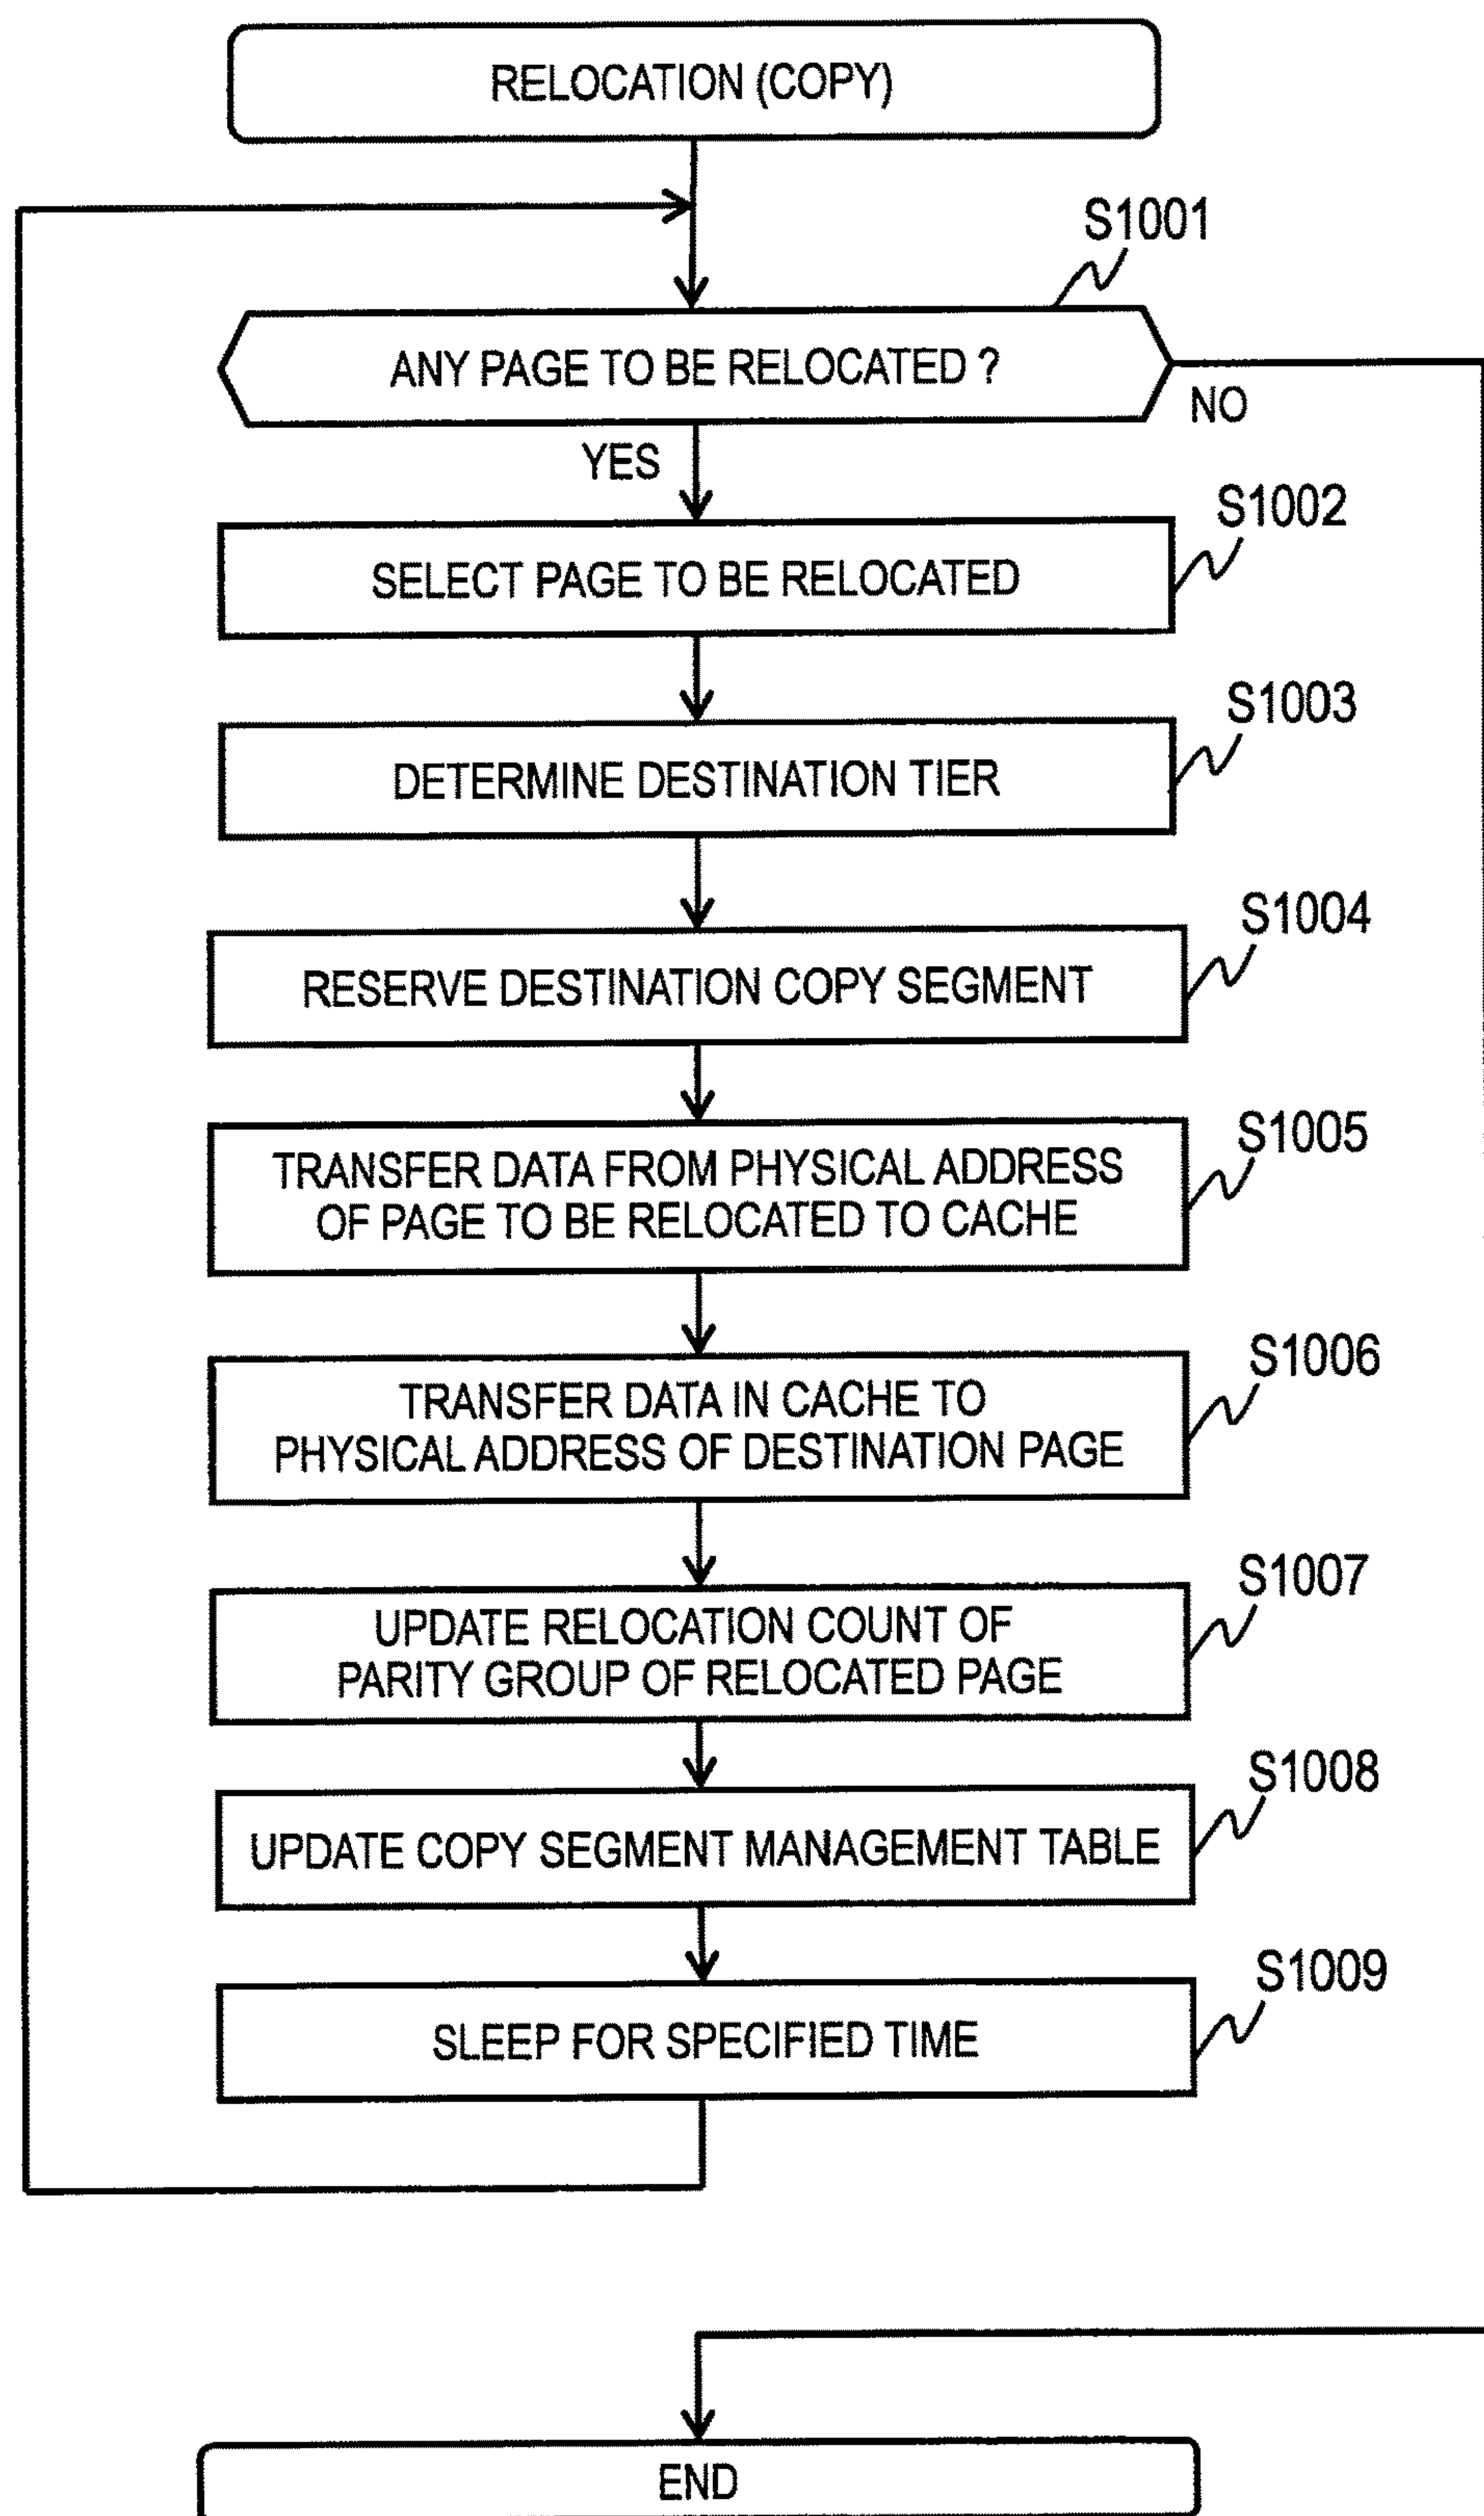 RELOCATION (COPY)
S1001
ANY PAGE TO BE RELOCATED ?
NO
YES
S1002
SELECT PAGE TO BE RELOCATED
S1003
DETERMINE DESTINATION TIER
S1004
RESERVE DESTINATION COPY SEGMENT
S1005
TRANSFER DATA FROM PHYSICAL ADDRESS
OF PAGE TO BE RELOCATED TO CACHE
S1006
TRANSFER DATA IN CACHE TO
PHYSICAL ADDRESS OF DESTINATION PAGE
S1007
UPDATE RELOCATION COUNT OF
PARITY GROUP OF RELOCATED PAGE
S1008
UPDATE COPY SEGMENT MANAGEMENT TABLE
S1009
SLEEP FOR SPECIFIED TIME
END